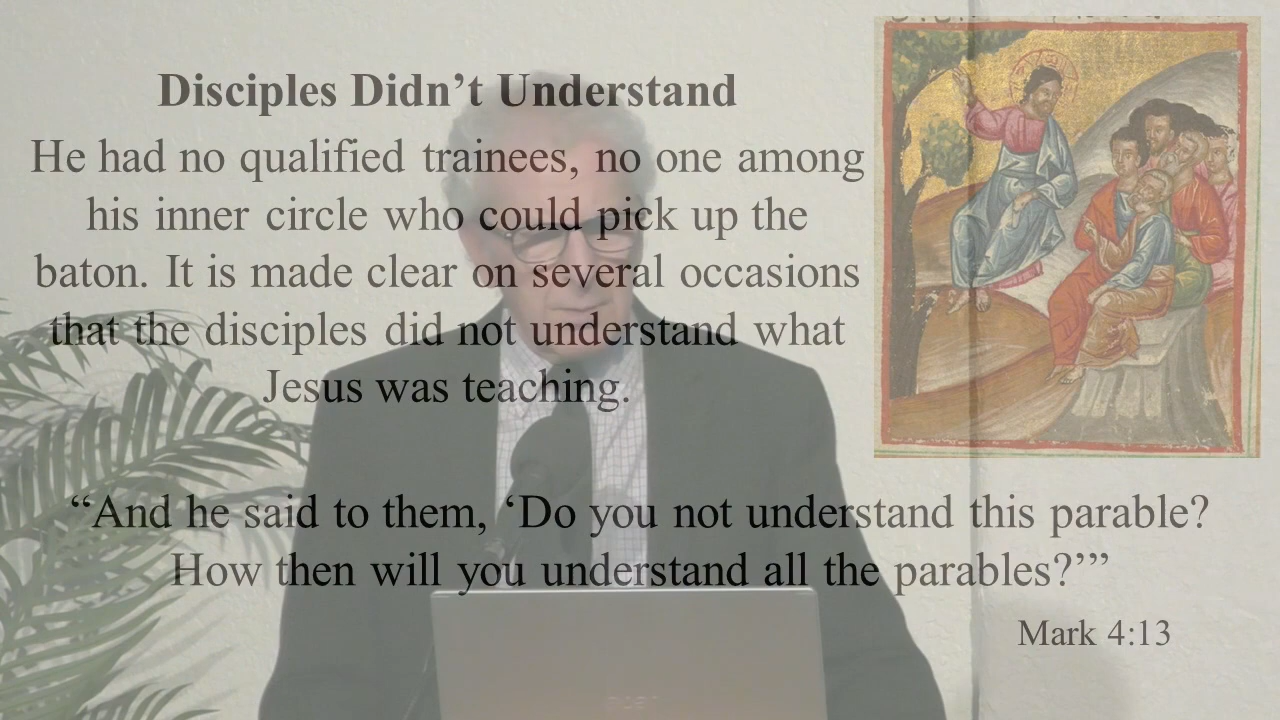 Disciples Didn’t Understand
He had no qualified trainees, no one among
his inner circle who could pick up the
baton. It is made clear on several occasions
that the disciples did not understand what
Jesus was teaching.
“And he said to them, ‘Do you not understand this parable?
How then will you understand all the parables?’”
Mark 4:13